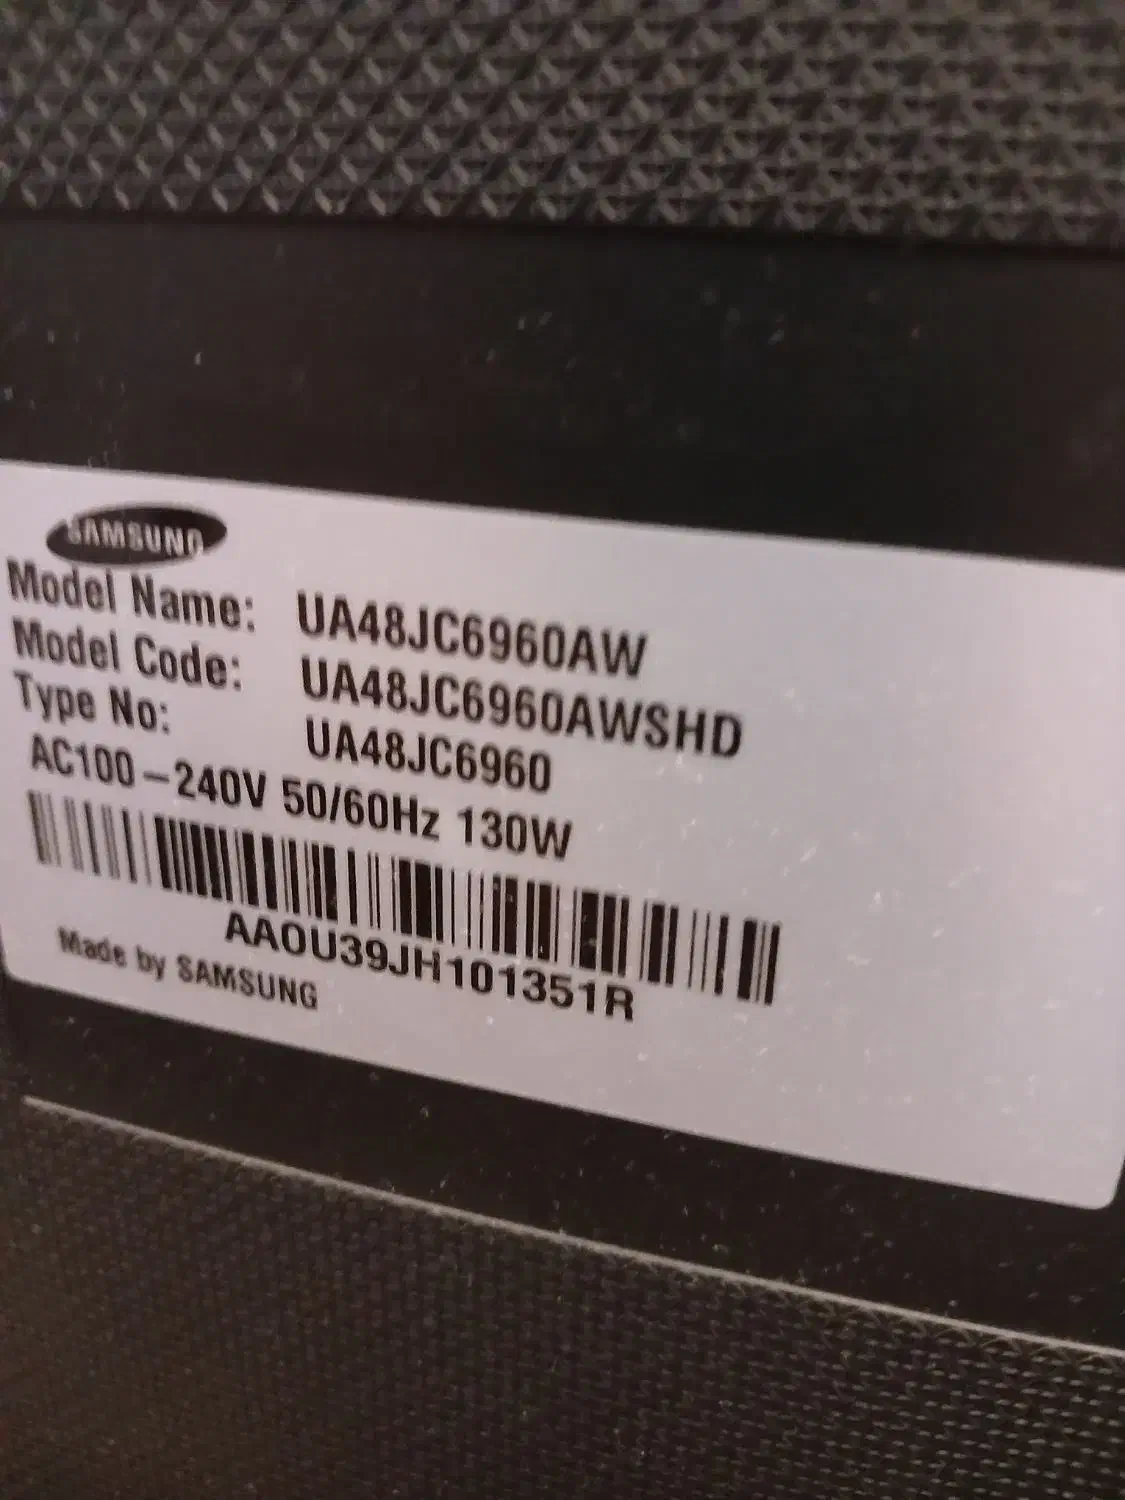 SAMSUNG
Model Name: UA48JC6960AW
Model Code: UA48JC6960AWSHD
Type No: UA48JC6960
AC100-240V 50/60Hz 130W
AA0U39JH101351R
Made by SAMSUNG